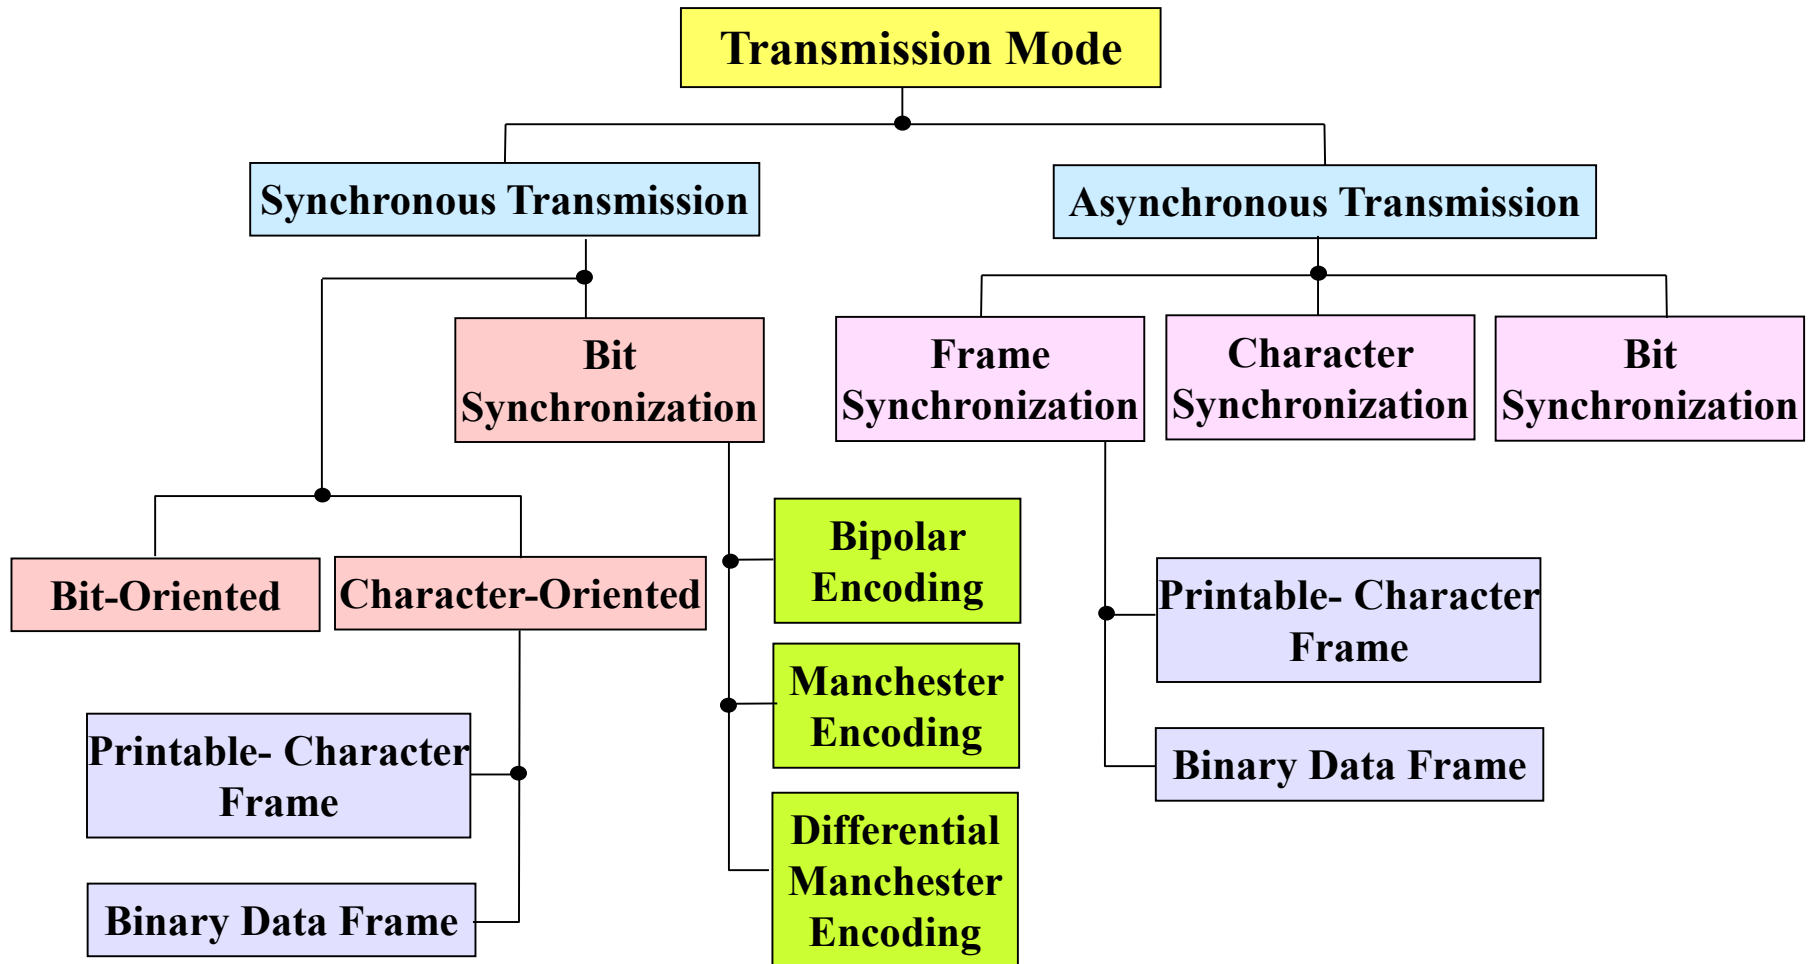 Transmission Mode
Synchronous Transmission
Asynchronous Transmission
Bit
Synchronization
Frame
Synchronization
Character
Synchronization
Bit
Synchronization
Bit-Oriented
Character-Oriented
Bipolar
Encoding
Manchester
Encoding
Differential
Manchester
Encoding
Printable- Character
Frame
Binary Data Frame
Printable- Character
Frame
Binary Data Frame